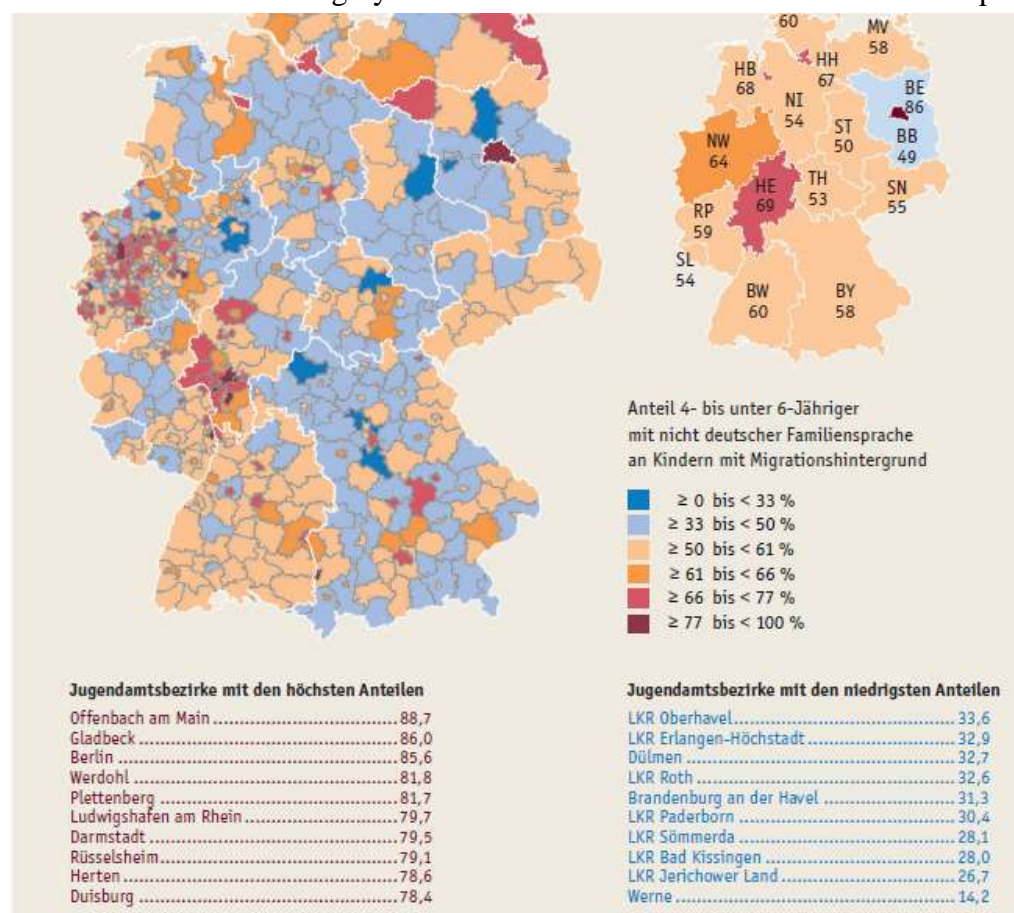 60
MV
58
HB
68
HH
67
BE
86
NI
54
ST
50
BB
49
NW
64
HE
69
TH
53
SN
55
RP
59
SL
54
BW
60
BY
58
Anteil 4- bis unter 6-Jähriger
mit nicht deutscher Familiensprache
an Kindern mit Migrationshintergrund
≥ 0 bis < 33 %
≥ 33 bis < 50 %
≥ 50 bis < 61 %
≥ 61 bis < 66 %
≥ 66 bis < 77 %
≥ 77 bis < 100 %
Jugendamtsbezirke mit den höchsten Anteilen
Offenbach am Main 88,7
Gladbeck 86,0
Berlin 85,6
Werdohl 81,8
Plettenberg 81,7
Ludwigshafen am Rhein 79,7
Darmstadt 79,5
Rüsselsheim 79,1
Herten 78,6
Duisburg 78,4
Jugendamtsbezirke mit den niedrigsten Anteilen
LKR Oberhavel 33,6
LKR Erlangen-Höchstadt 32,9
Dülmen 32,7
LKR Roth 32,6
Brandenburg an der Havel 31,3
LKR Paderborn 30,4
LKR Sömmerda 28,1
LKR Bad Kissingen 28,0
LKR Jerichower Land 26,7
Werne 14,2